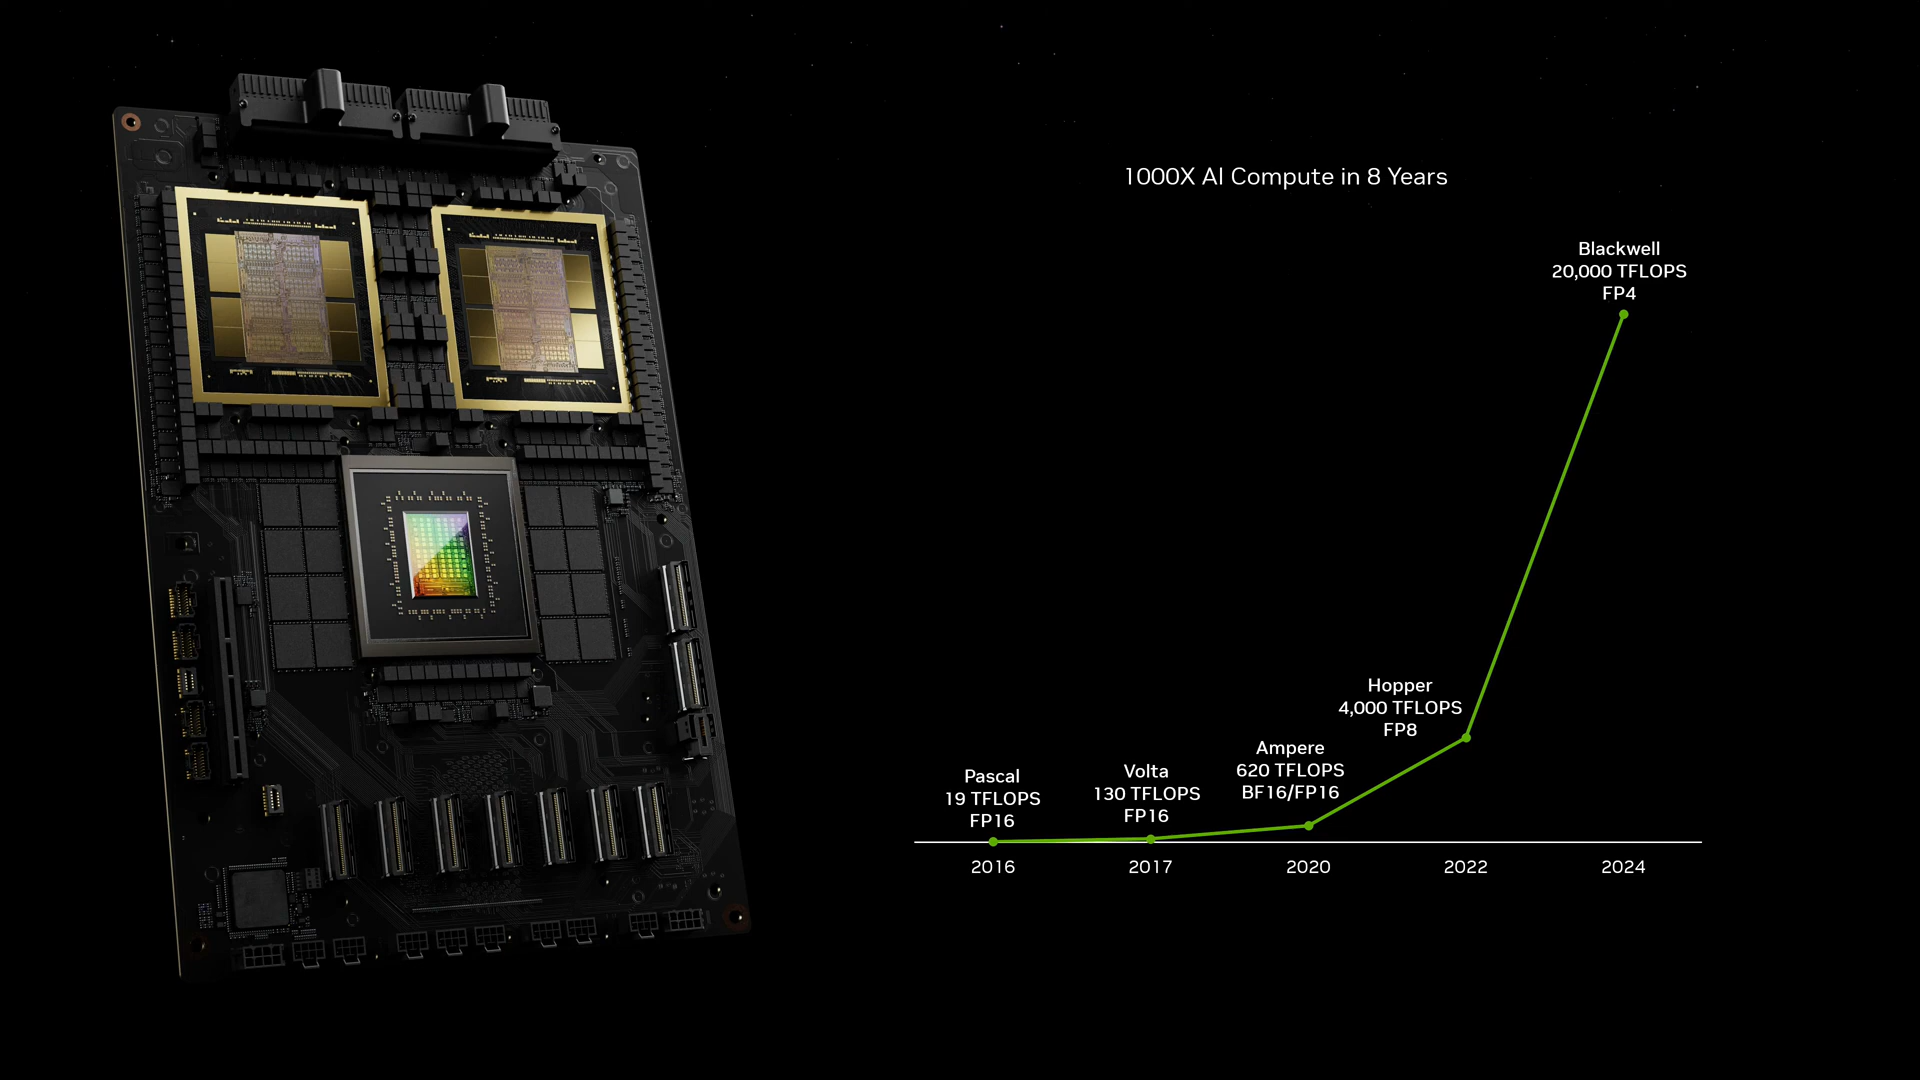 1000X AI Compute in 8 Years
Blackwell
20,000 TFLOPS
FP4
Hopper
4,000 TFLOPS
FP8
Ampere
620 TFLOPS
BF16/FP16
Volta
130 TFLOPS
FP16
Pascal
19 TFLOPS
FP16
2016
2017
2020
2022
2024